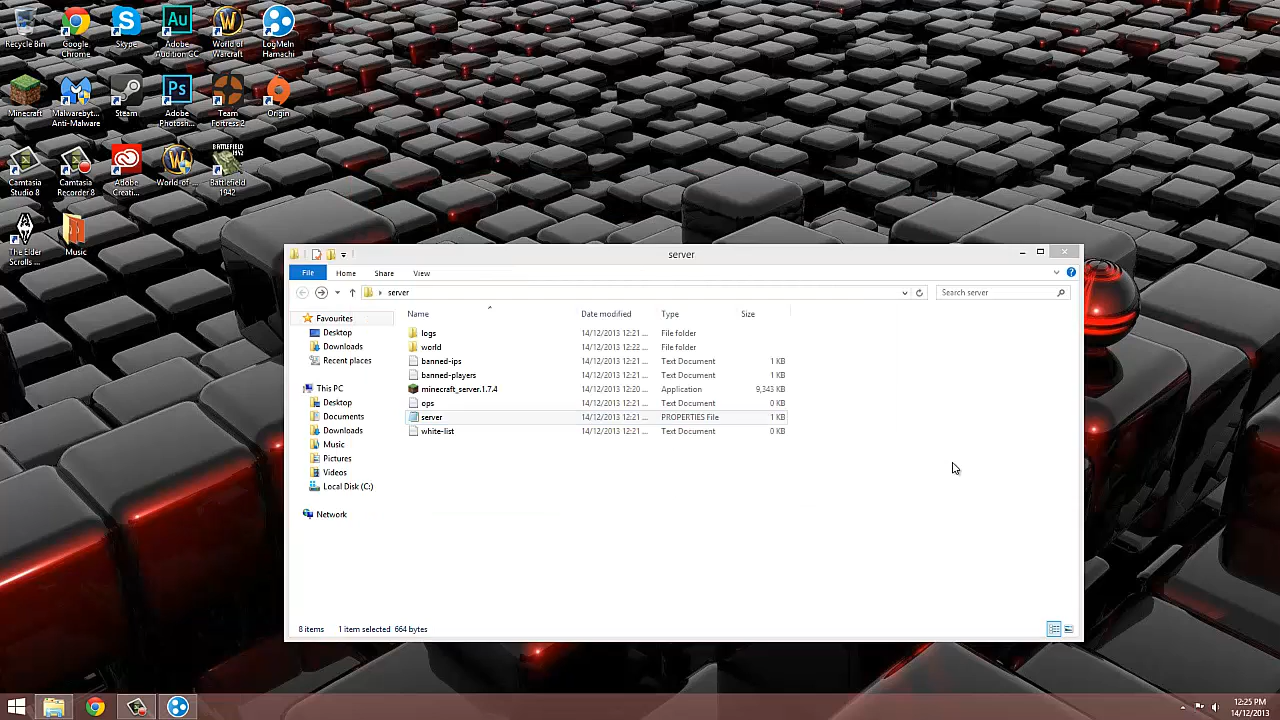 Recycle Bin
Google Chrome
Skype
Adobe Audition CC
World of Warcraft
LogMeIn Hamachi
Minecraft
Malwarebyt... Anti-Malware
Steam
Adobe Photosh...
Team Fortress 2
Origin
Camtasia Studio 8
Camtasia Recorder 8
Adobe Creati...
World-of-...
BATTLEFIELD 1942
Battlefield 1942
The Elder Scrolls ...
Music
server
File Home Share View
server
Search server
Name Date modified Type Size
Favourites
Desktop
Downloads
Recent places
This PC
Desktop
Documents
Downloads
Music
Pictures
Videos
Local Disk (C:)
Network
logs 14/12/2013 12:21 ... File folder
world 14/12/2013 12:22 ... File folder
banned-ips 14/12/2013 12:21 ... Text Document 1 KB
banned-players 14/12/2013 12:21 ... Text Document 1 KB
minecraft_server.1.7.4 14/12/2013 12:20 ... Application 9,343 KB
ops 14/12/2013 12:21 ... Text Document 0 KB
server 14/12/2013 12:21 ... PROPERTIES File 1 KB
white-list 14/12/2013 12:21 ... Text Document 0 KB
8 items 1 item selected 664 bytes
12:25 PM
14/12/2013